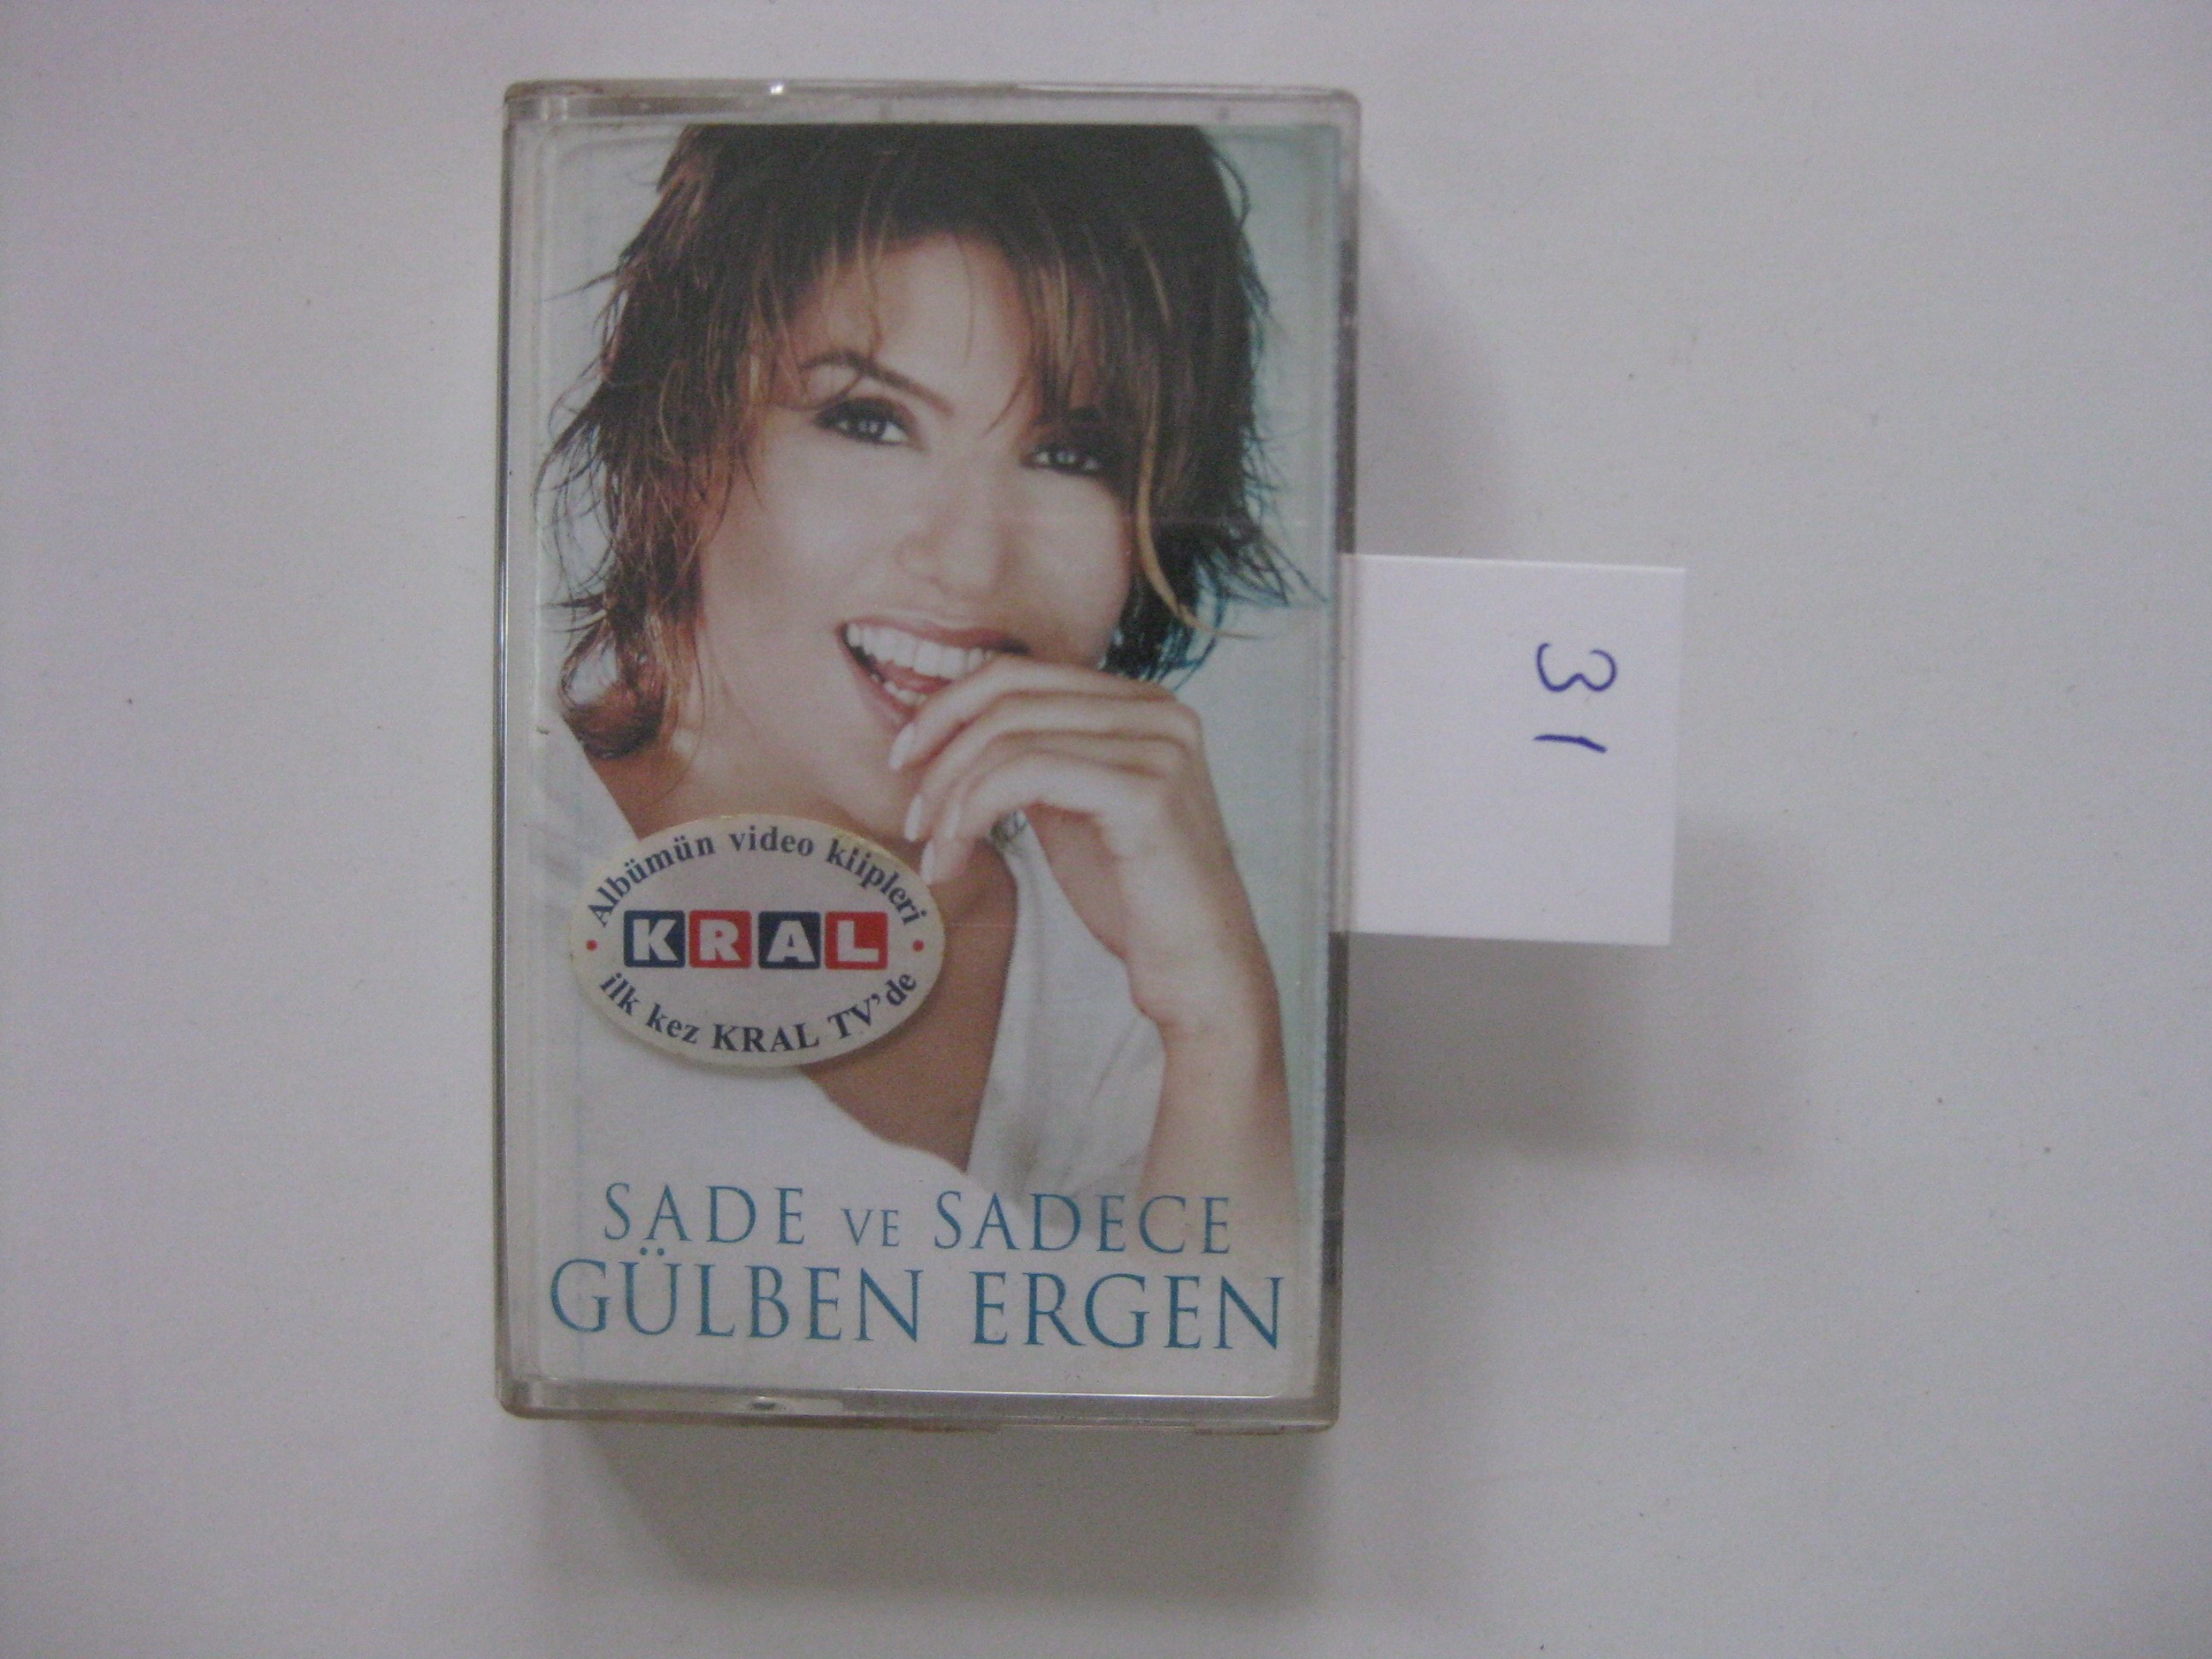 Albümün video klipleri
KRAL
ilk kez KRAL TV'de
SADE VE SADECE
GÜLBEN ERGEN
31